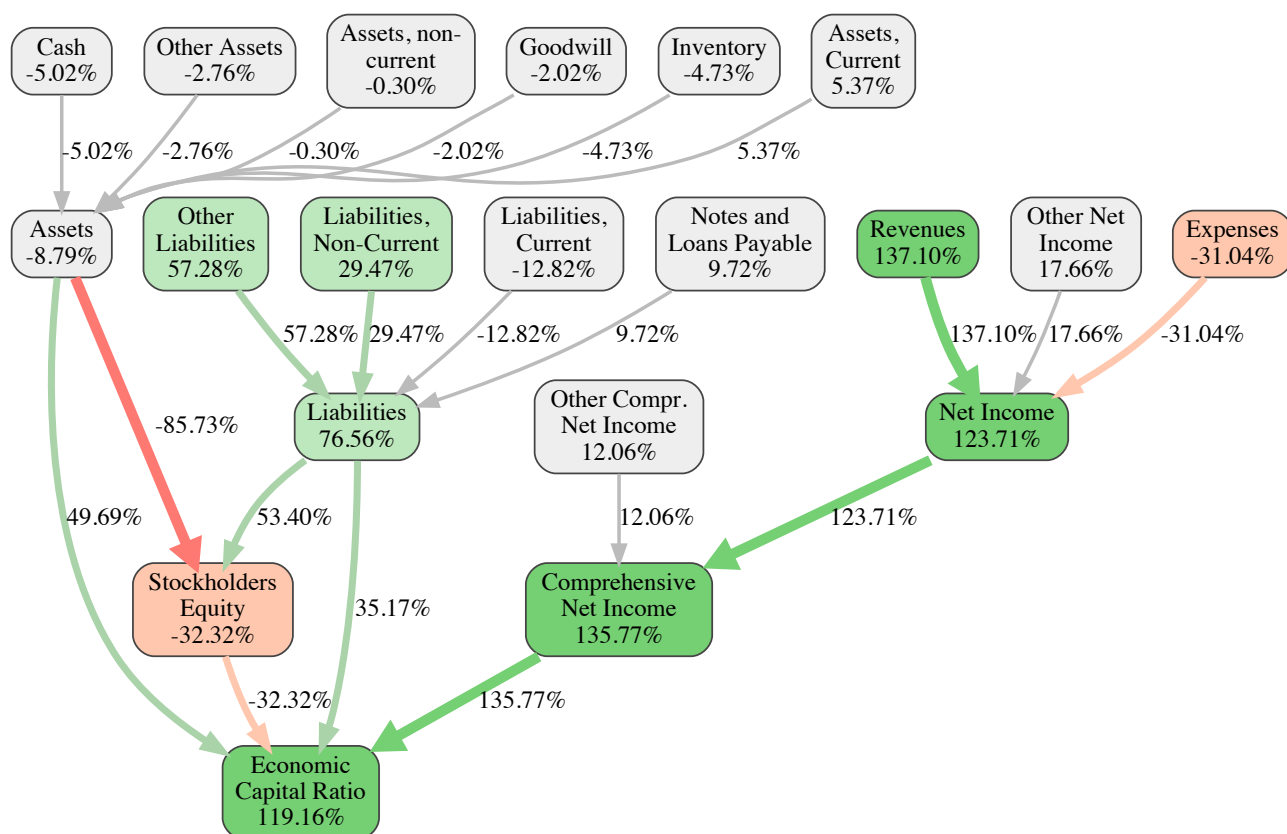 Cash
-5.02%
Other Assets
-2.76%
Assets, non-
current
-0.30%
Goodwill
-2.02%
Inventory
-4.73%
Assets,
Current
5.37%
-5.02%
-2.76%
-0.30%
-2.02%
-4.73%
5.37%
Assets
-8.79%
Other
Liabilities
57.28%
Liabilities,
Non-Current
29.47%
Liabilities,
Current
-12.82%
Notes and
Loans Payable
9.72%
Revenues
137.10%
Other Net
Income
17.66%
Expenses
-31.04%
57.28%
29.47%
-12.82%
9.72%
137.10%
17.66%
-31.04%
Liabilities
76.56%
Other Compr.
Net Income
12.06%
Net Income
123.71%
-85.73%
49.69%
53.40%
12.06%
123.71%
Stockholders
Equity
-32.32%
35.17%
Comprehensive
Net Income
135.77%
-32.32%
135.77%
Economic
Capital Ratio
119.16%